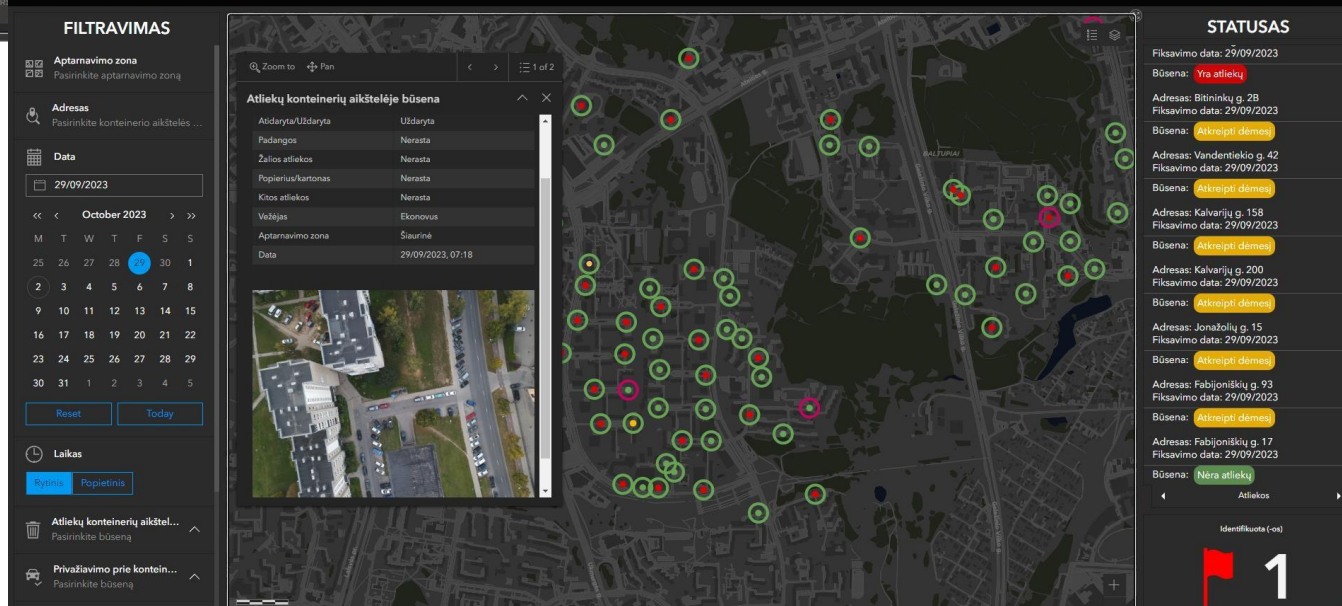 FILTRAVIMAS
Aptarnavimo zona
Pasirinkite aptarnavimo zoną
Adresas
Pasirinkite konteinerio aikštelės ...
Data
29/09/2023
<< < October 2023 > >>
M T W T F S S
25 26 27 28 29 30 1
2 3 4 5 6 7 8
9 10 11 12 13 14 15
16 17 18 19 20 21 22
23 24 25 26 27 28 29
30 31 1 2 3 4 5
Reset Today
Laikas
Rytinis Popietinis
Atliekų konteinerių aikštel...
Pasirinkite būseną
Privažiavimo prie kontein...
Pasirinkite būseną
Zoom to Pan < > 1 of 2
Atliekų konteinerių aikštelėje būsena
Atidaryta/Uždaryta Uždaryta
Padangos Nerasta
Žalios atliekos Nerasta
Popierius/kartonas Nerasta
Kitos atliekos Nerasta
Vežėjas Ekonovus
Aptarnavimo zona Šiaurinė
Data 29/09/2023, 07:18
BALTUPIAI
STATUSAS
Fiksavimo data: 29/09/2023
Būsena: Yra atliekų
Adresas: Bitininkų g. 2B
Fiksavimo data: 29/09/2023
Būsena: Atkreipti dėmesį
Adresas: Vandentiekio g. 42
Fiksavimo data: 29/09/2023
Būsena: Atkreipti dėmesį
Adresas: Kalvarijų g. 158
Fiksavimo data: 29/09/2023
Būsena: Atkreipti dėmesį
Adresas: Kalvarijų g. 200
Fiksavimo data: 29/09/2023
Būsena: Atkreipti dėmesį
Adresas: Jonažolių g. 15
Fiksavimo data: 29/09/2023
Būsena: Atkreipti dėmesį
Adresas: Fabijoniškių g. 93
Fiksavimo data: 29/09/2023
Būsena: Atkreipti dėmesį
Adresas: Fabijoniškių g. 17
Fiksavimo data: 29/09/2023
Būsena: Nėra atliekų
Atliekos
Identifikuota (-os)
1